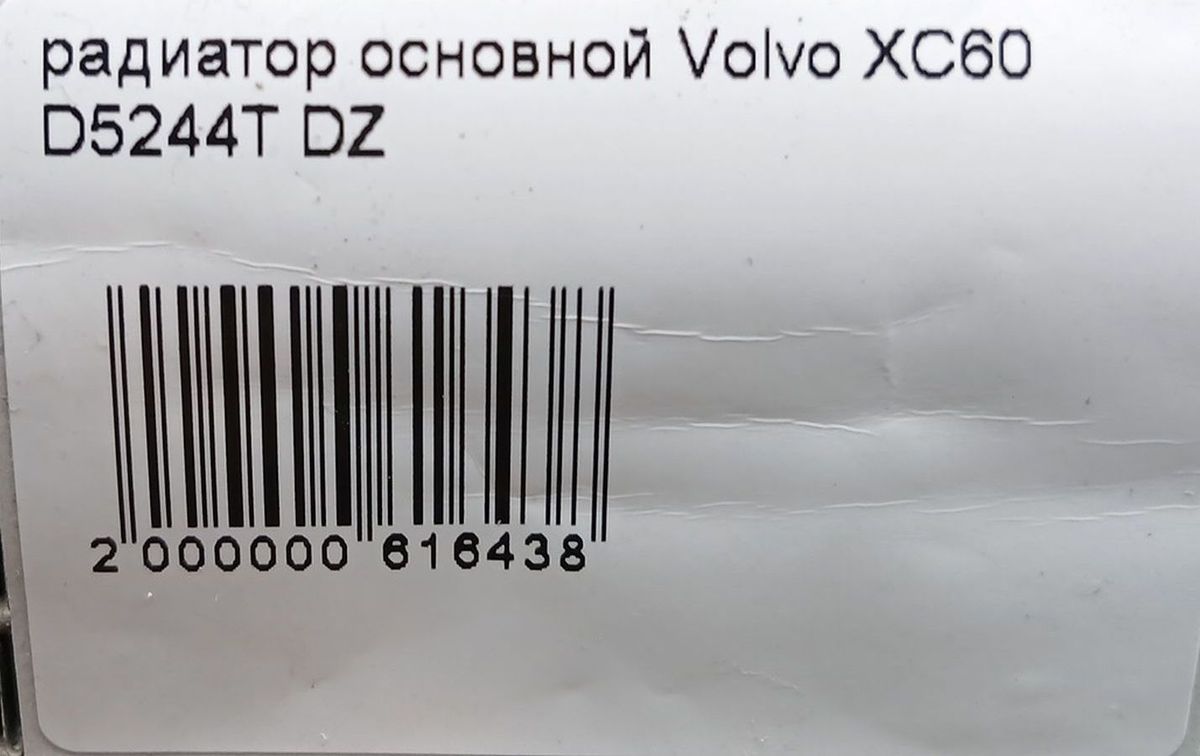 радиатор основной Volvo XC60
D5244T DZ
2 000000 616438